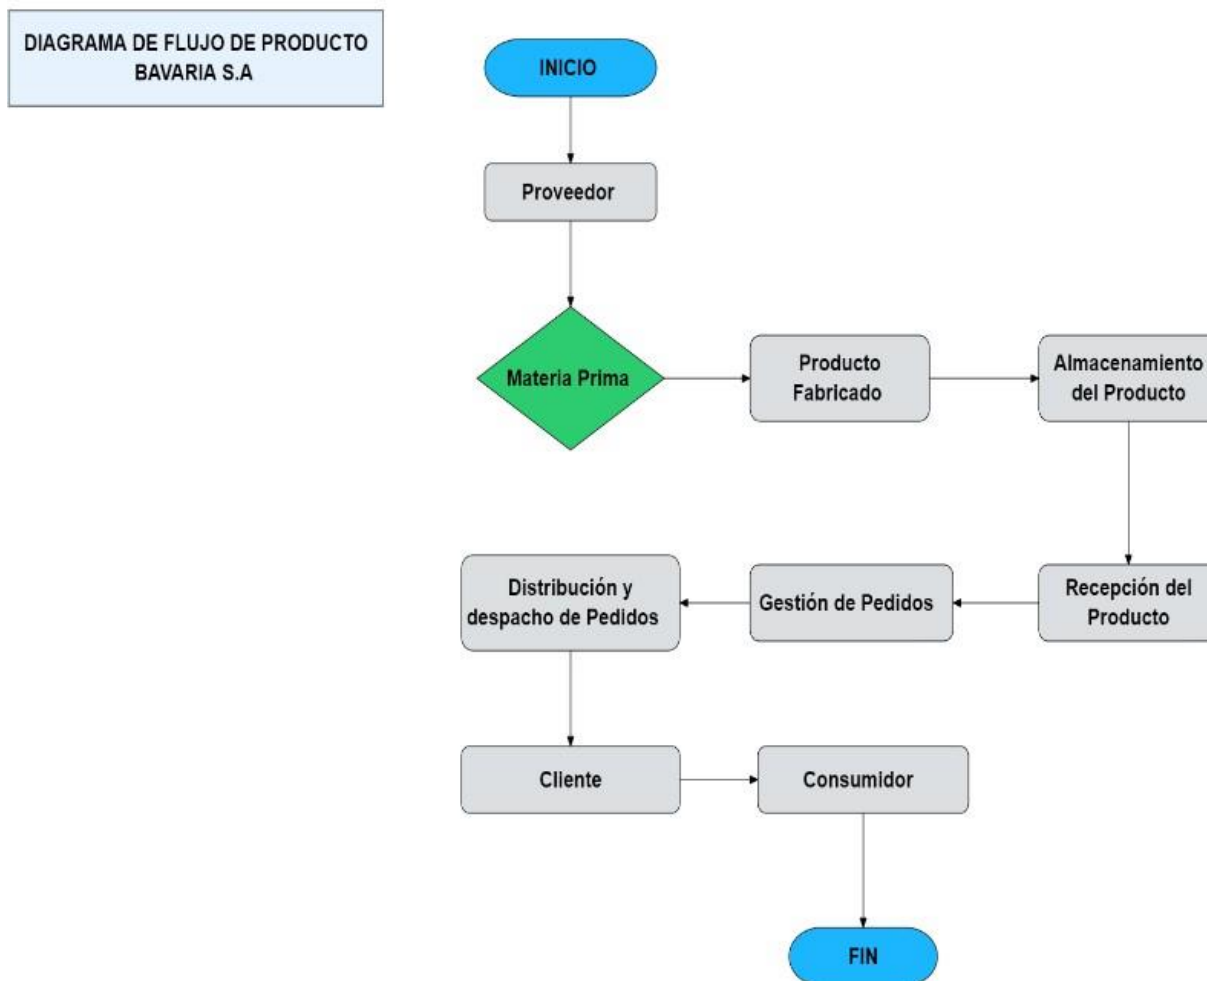 DIAGRAMA DE FLUJO DE PRODUCTO
BAVARIA S.A
INICIO
Proveedor
Materia Prima
Producto
Fabricado
Almacenamiento
del Producto
Recepción del
Producto
Gestión de Pedidos
Distribución y
despacho de Pedidos
Cliente
Consumidor
FIN